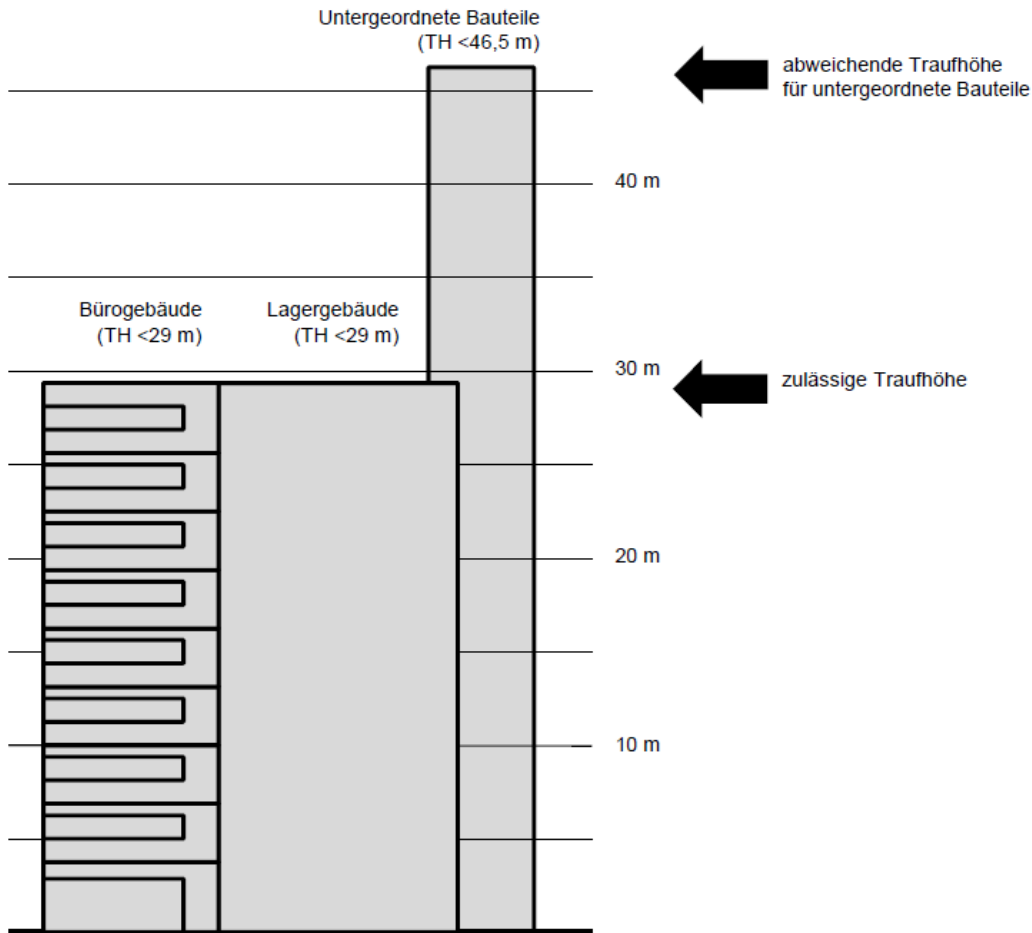 Untergeordnete Bauteile
(TH <46,5 m)
abweichende Traufhöhe
für untergeordnete Bauteile
40 m
Bürogebäude
(TH <29 m)
Lagergebäude
(TH <29 m)
30 m
zulässige Traufhöhe
20 m
10 m